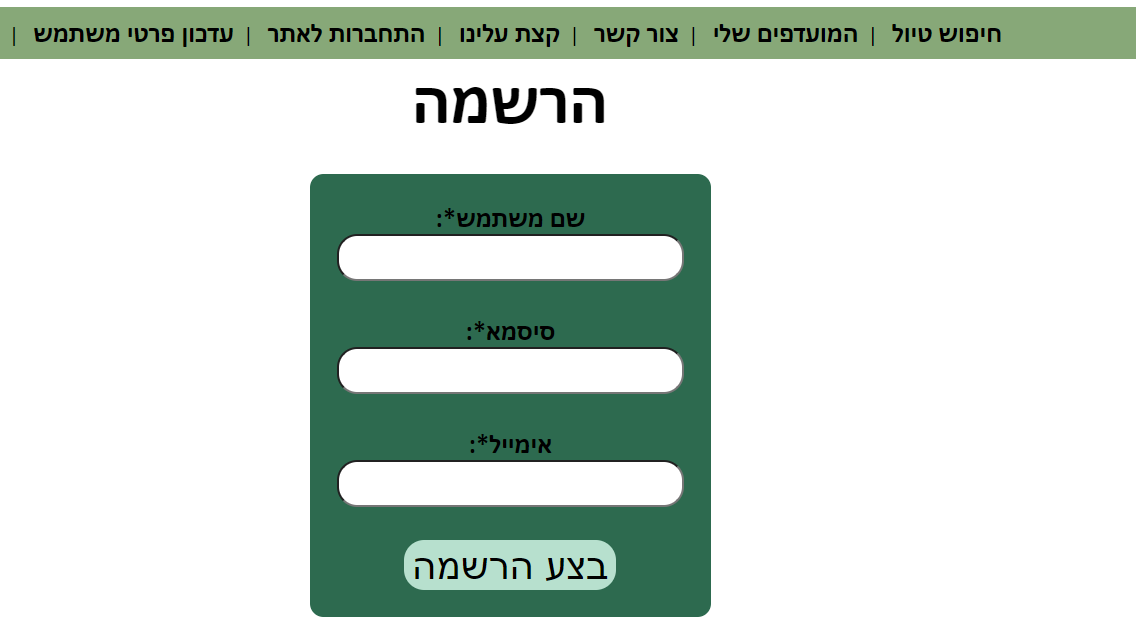 חיפוש טיול | המועדפים שלי | צור קשר | קצת עלינו | התחברות לאתר | עדכון פרטי משתמש |
הרשמה
שם משתמש*:
סיסמא*:
אימייל*:
בצע הרשמה